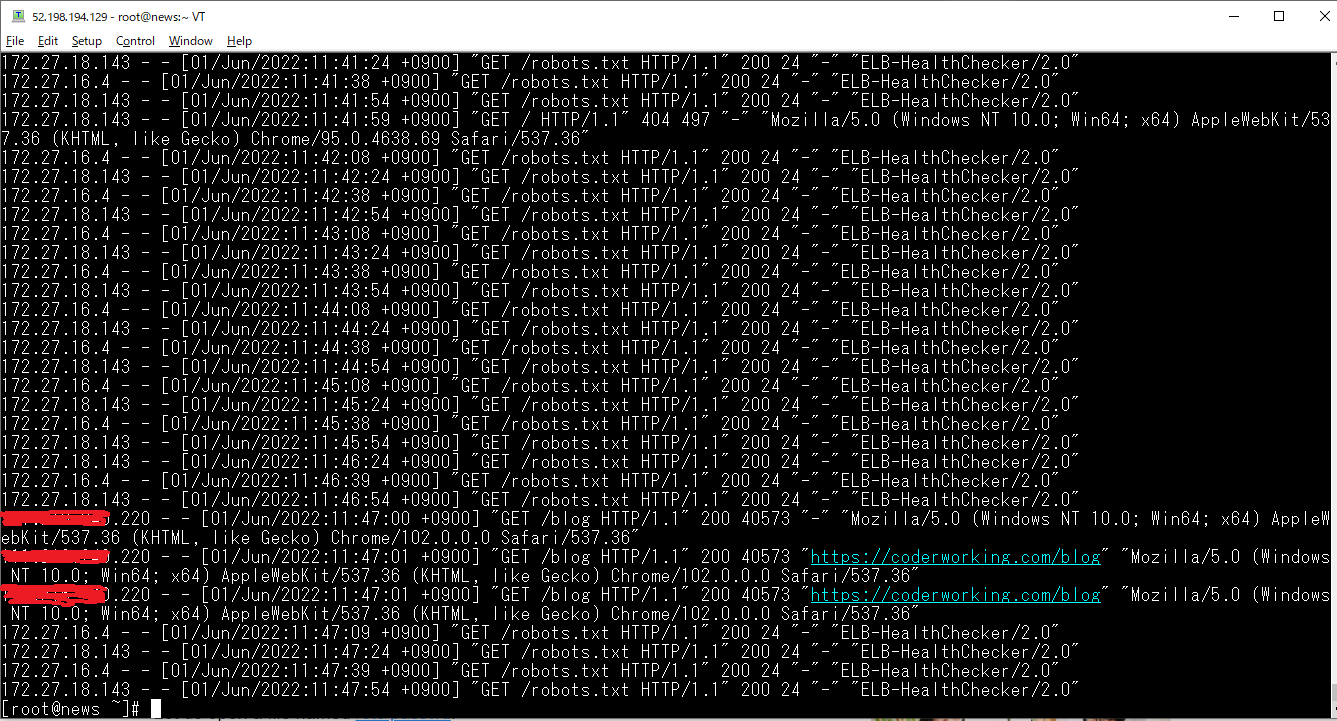 52.198.194.129 - root@news:~ VT
File Edit Setup Control Window Help
172.27.18.143 - - [01/Jun/2022:11:41:24 +0900] "GET /robots.txt HTTP/1.1" 200 24 "-" "ELB-HealthChecker/2.0"
172.27.16.4 - - [01/Jun/2022:11:41:38 +0900] "GET /robots.txt HTTP/1.1" 200 24 "-" "ELB-HealthChecker/2.0"
172.27.18.143 - - [01/Jun/2022:11:41:54 +0900] "GET /robots.txt HTTP/1.1" 200 24 "-" "ELB-HealthChecker/2.0"
172.27.18.143 - - [01/Jun/2022:11:41:59 +0900] "GET / HTTP/1.1" 404 497 "-" "Mozilla/5.0 (Windows NT 10.0; Win64; x64) AppleWebKit/53
7.36 (KHTML, like Gecko) Chrome/95.0.4638.69 Safari/537.36"
172.27.16.4 - - [01/Jun/2022:11:42:08 +0900] "GET /robots.txt HTTP/1.1" 200 24 "-" "ELB-HealthChecker/2.0"
172.27.18.143 - - [01/Jun/2022:11:42:24 +0900] "GET /robots.txt HTTP/1.1" 200 24 "-" "ELB-HealthChecker/2.0"
172.27.16.4 - - [01/Jun/2022:11:42:38 +0900] "GET /robots.txt HTTP/1.1" 200 24 "-" "ELB-HealthChecker/2.0"
172.27.18.143 - - [01/Jun/2022:11:42:54 +0900] "GET /robots.txt HTTP/1.1" 200 24 "-" "ELB-HealthChecker/2.0"
172.27.16.4 - - [01/Jun/2022:11:43:08 +0900] "GET /robots.txt HTTP/1.1" 200 24 "-" "ELB-HealthChecker/2.0"
172.27.18.143 - - [01/Jun/2022:11:43:24 +0900] "GET /robots.txt HTTP/1.1" 200 24 "-" "ELB-HealthChecker/2.0"
172.27.16.4 - - [01/Jun/2022:11:43:38 +0900] "GET /robots.txt HTTP/1.1" 200 24 "-" "ELB-HealthChecker/2.0"
172.27.18.143 - - [01/Jun/2022:11:43:54 +0900] "GET /robots.txt HTTP/1.1" 200 24 "-" "ELB-HealthChecker/2.0"
172.27.16.4 - - [01/Jun/2022:11:44:08 +0900] "GET /robots.txt HTTP/1.1" 200 24 "-" "ELB-HealthChecker/2.0"
172.27.18.143 - - [01/Jun/2022:11:44:24 +0900] "GET /robots.txt HTTP/1.1" 200 24 "-" "ELB-HealthChecker/2.0"
172.27.16.4 - - [01/Jun/2022:11:44:38 +0900] "GET /robots.txt HTTP/1.1" 200 24 "-" "ELB-HealthChecker/2.0"
172.27.18.143 - - [01/Jun/2022:11:44:54 +0900] "GET /robots.txt HTTP/1.1" 200 24 "-" "ELB-HealthChecker/2.0"
172.27.16.4 - - [01/Jun/2022:11:45:08 +0900] "GET /robots.txt HTTP/1.1" 200 24 "-" "ELB-HealthChecker/2.0"
172.27.18.143 - - [01/Jun/2022:11:45:24 +0900] "GET /robots.txt HTTP/1.1" 200 24 "-" "ELB-HealthChecker/2.0"
172.27.16.4 - - [01/Jun/2022:11:45:38 +0900] "GET /robots.txt HTTP/1.1" 200 24 "-" "ELB-HealthChecker/2.0"
172.27.18.143 - - [01/Jun/2022:11:45:54 +0900] "GET /robots.txt HTTP/1.1" 200 24 "-" "ELB-HealthChecker/2.0"
172.27.18.143 - - [01/Jun/2022:11:46:24 +0900] "GET /robots.txt HTTP/1.1" 200 24 "-" "ELB-HealthChecker/2.0"
172.27.16.4 - - [01/Jun/2022:11:46:39 +0900] "GET /robots.txt HTTP/1.1" 200 24 "-" "ELB-HealthChecker/2.0"
172.27.18.143 - - [01/Jun/2022:11:46:54 +0900] "GET /robots.txt HTTP/1.1" 200 24 "-" "ELB-HealthChecker/2.0"
.220 - - [01/Jun/2022:11:47:00 +0900] "GET /blog HTTP/1.1" 200 40573 "-" "Mozilla/5.0 (Windows NT 10.0; Win64; x64) AppleW
ebKit/537.36 (KHTML, like Gecko) Chrome/102.0.0.0 Safari/537.36"
.220 - - [01/Jun/2022:11:47:01 +0900] "GET /blog HTTP/1.1" 200 40573 "https://coderworking.com/blog" "Mozilla/5.0 (Windows
NT 10.0; Win64; x64) AppleWebKit/537.36 (KHTML, like Gecko) Chrome/102.0.0.0 Safari/537.36"
.220 - - [01/Jun/2022:11:47:01 +0900] "GET /blog HTTP/1.1" 200 40573 "https://coderworking.com/blog" "Mozilla/5.0 (Windows
NT 10.0; Win64; x64) AppleWebKit/537.36 (KHTML, like Gecko) Chrome/102.0.0.0 Safari/537.36"
172.27.16.4 - - [01/Jun/2022:11:47:09 +0900] "GET /robots.txt HTTP/1.1" 200 24 "-" "ELB-HealthChecker/2.0"
172.27.18.143 - - [01/Jun/2022:11:47:24 +0900] "GET /robots.txt HTTP/1.1" 200 24 "-" "ELB-HealthChecker/2.0"
172.27.16.4 - - [01/Jun/2022:11:47:39 +0900] "GET /robots.txt HTTP/1.1" 200 24 "-" "ELB-HealthChecker/2.0"
172.27.18.143 - - [01/Jun/2022:11:47:54 +0900] "GET /robots.txt HTTP/1.1" 200 24 "-" "ELB-HealthChecker/2.0"
[root@news ~]#